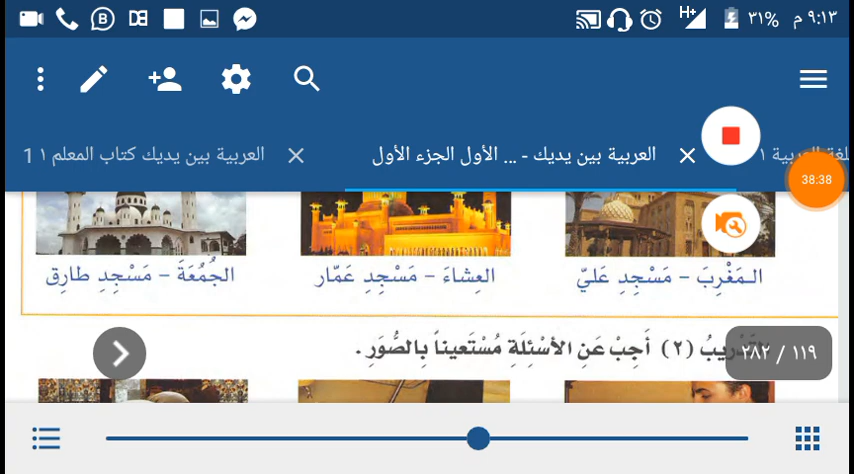 ٩:١٣ م ٣١% H+
العربية بين يديك - ... الأول الجزء الأول
العربية بين يديك كتاب المعلم ١ 1
38:38
المَغْرِبَ – مَسْجِدِ عَلِيّ
العِشاءَ – مَسْجِدِ عَمّار
الجُمُعَةَ – مَسْجِدِ طارِق
(٢) أَجِبْ عَنِ الأسْئِلَةِ مُسْتَعيناً بِالصُّوَرِ.
١١٩ / ٢٨٢